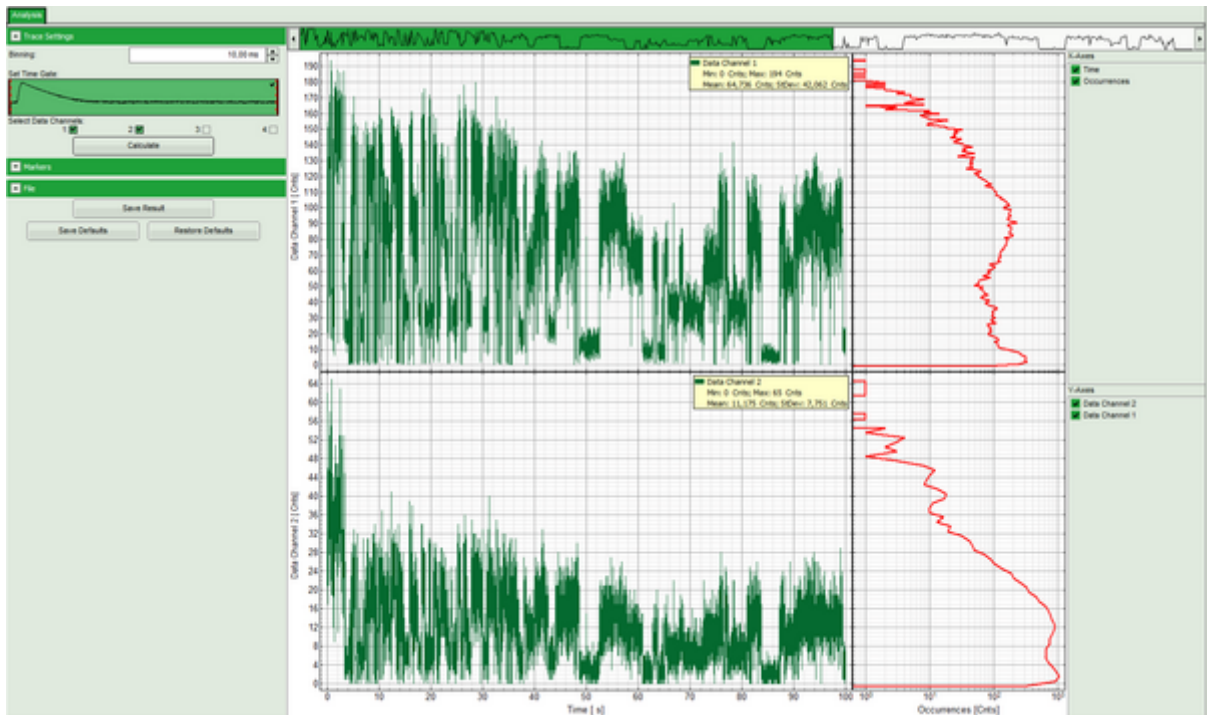 Analysis
Trace Settings
Binning:
10,00 ms
Set Time Gate:
Select Data Channels:
1: 2: 3: 4:
Calculate
Markers
File
Save Result
Save Defaults
Restore Defaults
Data Channel 1 [Cnts]
190
180
170
160
150
140
130
120
110
100
90
80
70
60
50
40
30
20
10
0
Data Channel 1
Min: 0 Cnts; Max: 194 Cnts
Mean: 64,736 Cnts; StDev: 42,062 Cnts
X-Axes
Time
Occurrences
Data Channel 2 [Cnts]
64
60
56
52
48
44
40
36
32
28
24
20
16
12
8
4
0
Data Channel 2
Min: 0 Cnts; Max: 65 Cnts
Mean: 11,175 Cnts; StDev: 7,751 Cnts
Y-Axes
Data Channel 2
Data Channel 1
0 10 20 30 40 50 60 70 80 90 100
Time [ s]
10⁰ 10¹ 10² 10³
Occurrences [Cnts]